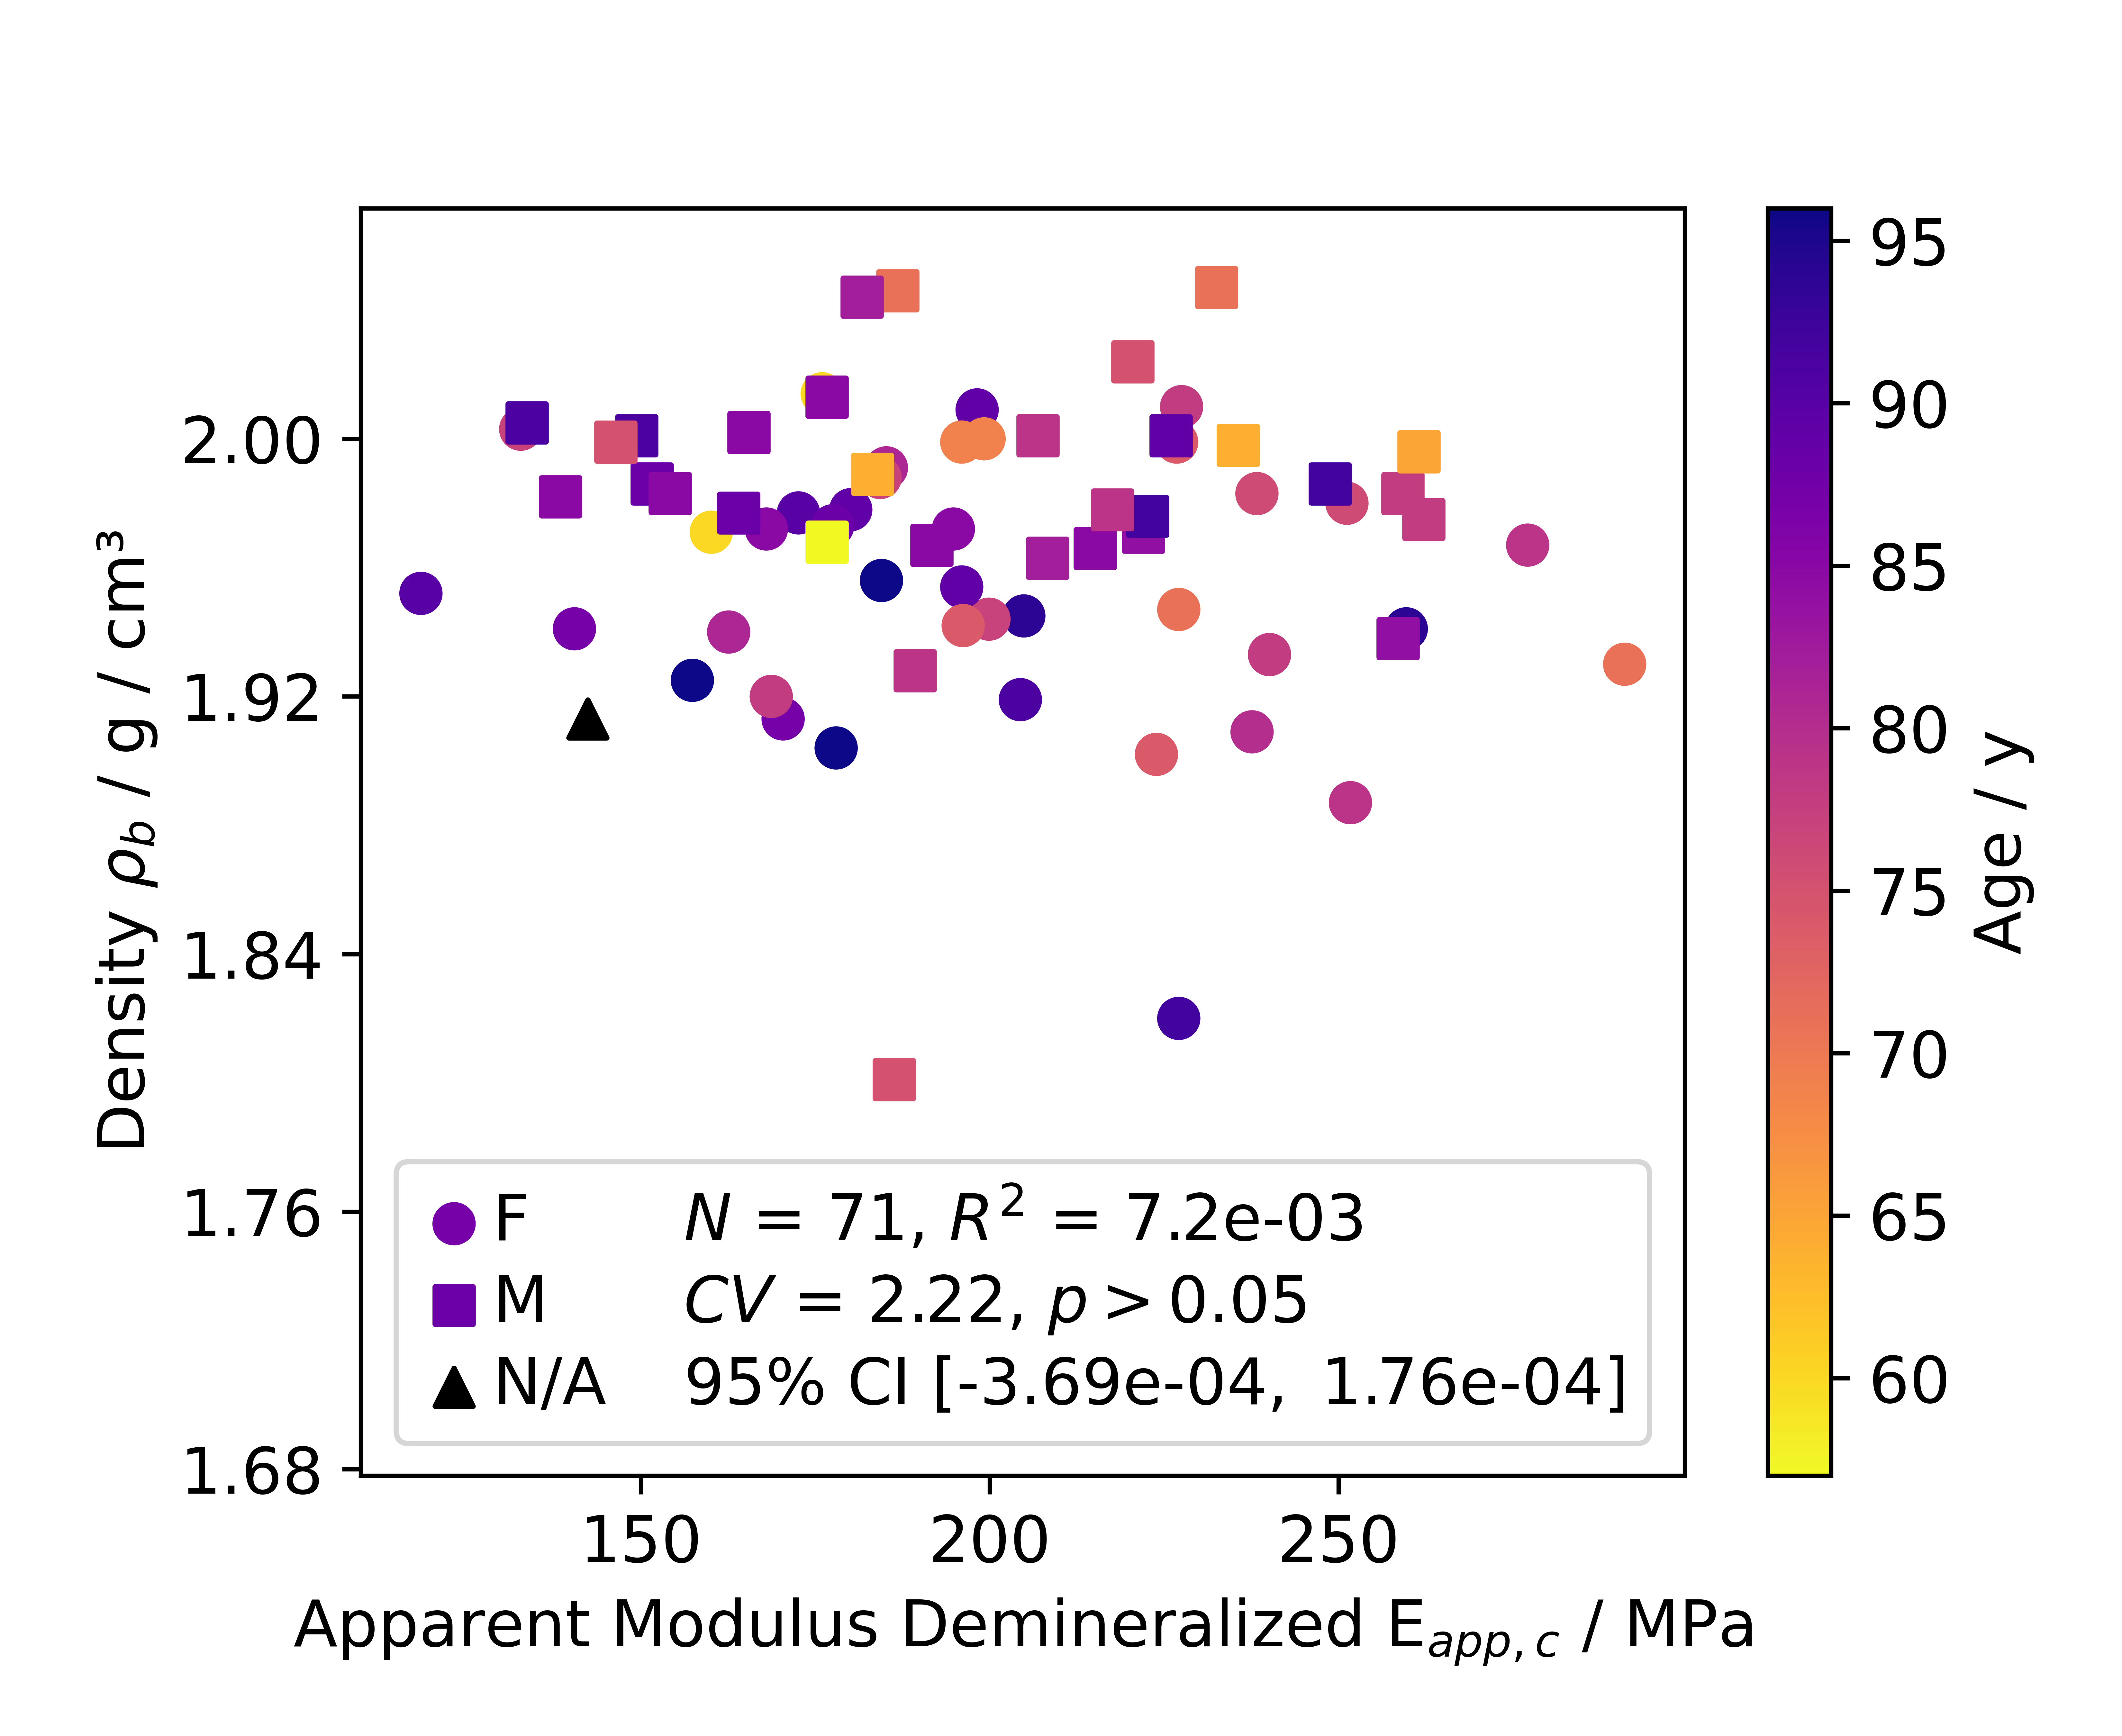 2.00
1.92
1.84
1.76
1.68
Density ρb / g / cm³
150 200 250
Apparent Modulus Demineralized Eapp, c / MPa
F
M
N/A
N = 71, R² = 7.2e-03
CV = 2.22, p > 0.05
95% CI [-3.69e-04, 1.76e-04]
95
90
85
80
75
70
65
60
Age / y